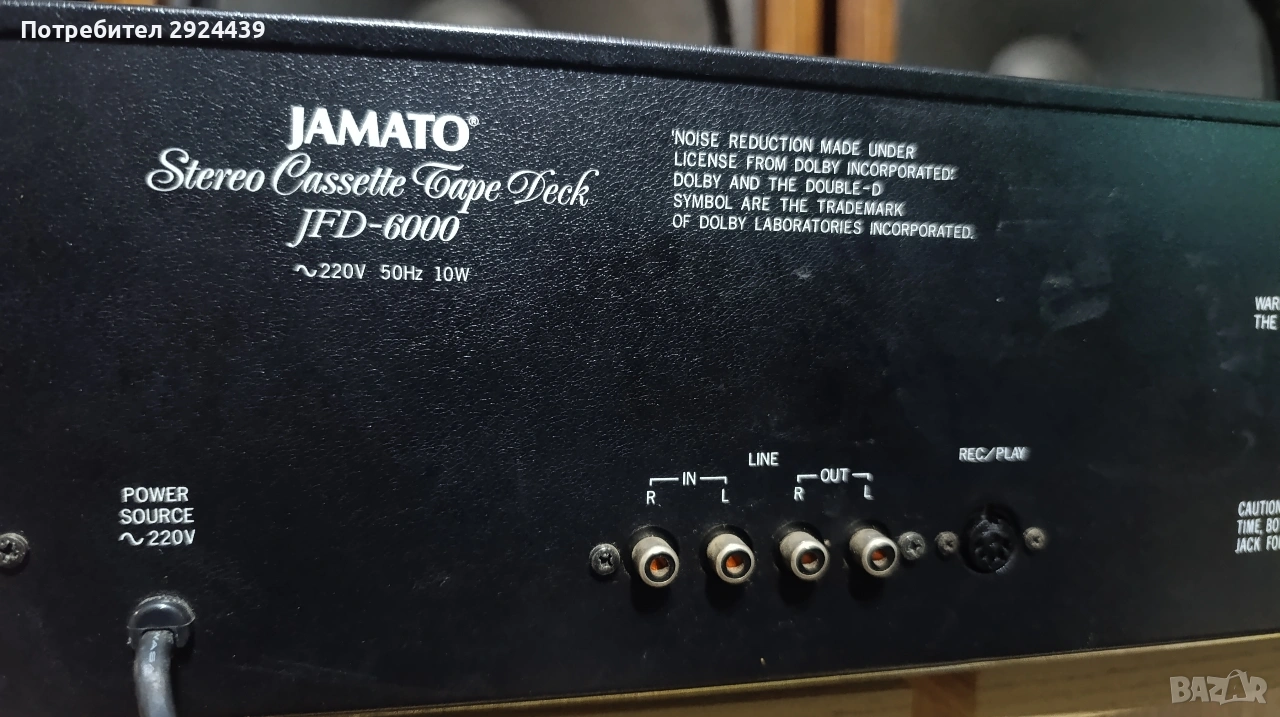 Потребител 2924439
JAMATO®
Stereo Cassette Tape Deck
JFD-6000
~220V 50Hz 10W
'NOISE REDUCTION MADE UNDER
LICENSE FROM DOLBY INCORPORATED!'
DOLBY AND THE DOUBLE-D
SYMBOL ARE THE TRADEMARK
OF DOLBY LABORATORIES INCORPORATED.
WAR
THE
LINE
IN
OUT
R L R L
REC/PLAY
POWER
SOURCE
~220V
CAUTION
TIME, BO
JACK FO
BAZAR